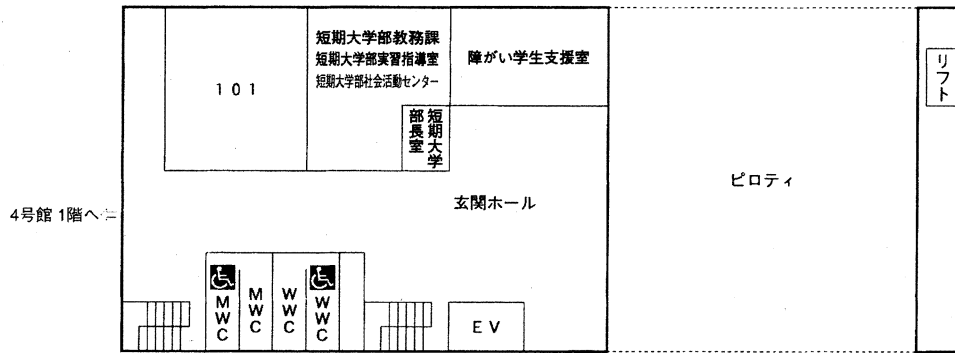 短期大学部教務課
短期大学部実習指導室
短期大学部社会活動センター
障がい学生支援室
リフト
101
短期大学
部長室
ピロティ
玄関ホール
4号館 1階へ
MWC
MWC
WWC
WWC
EV